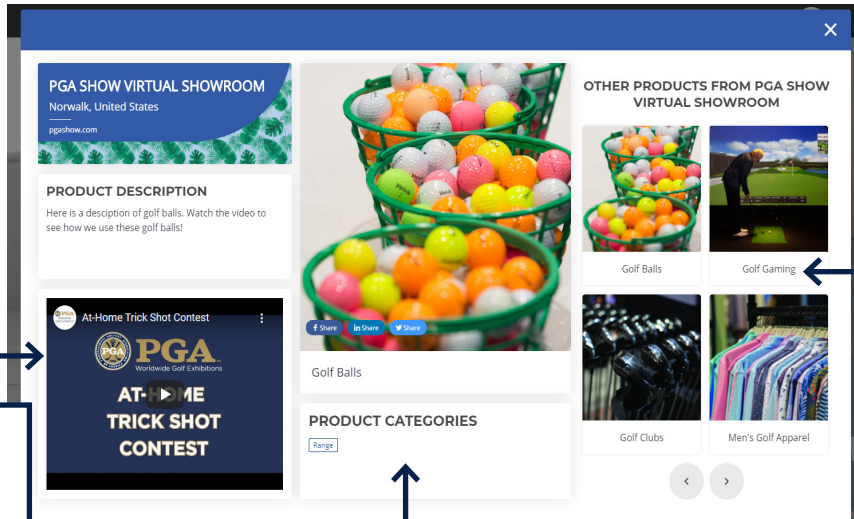 ×
PGA SHOW VIRTUAL SHOWROOM
Norwalk, United States
pgashow.com
PRODUCT DESCRIPTION
Here is a desciption of golf balls. Watch the video to
see how we use these golf balls!
At-Home Trick Shot Contest
PGA
PGA
Worldwide Golf Exhibitions
AT-HOME
TRICK SHOT
CONTEST
f Share
in Share
Share
Golf Balls
PRODUCT CATEGORIES
Range
OTHER PRODUCTS FROM PGA SHOW
VIRTUAL SHOWROOM
Golf Balls
Golf Gaming
Golf Clubs
Men's Golf Apparel
‹
›